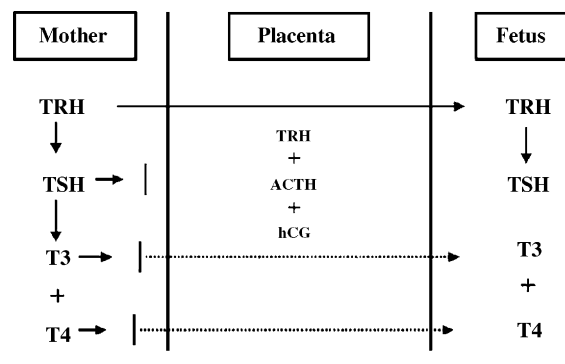 Mother
Placenta
Fetus
TRH
TRH
TRH
+
TSH
ACTH
TSH
+
hCG
T3
T3
+
+
T4
T4